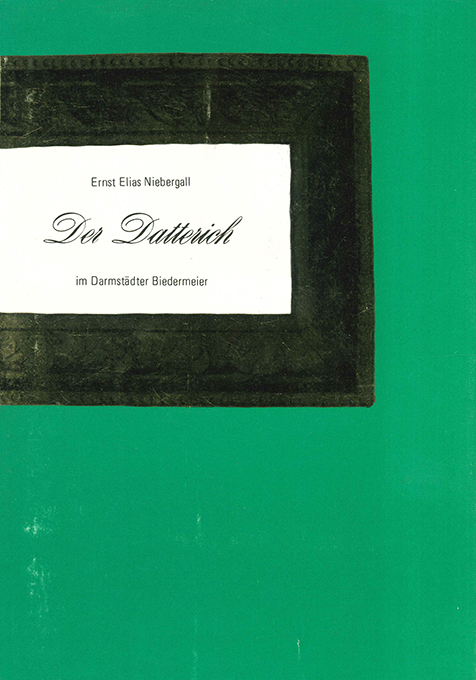 Ernst Elias Niebergall
Der Datterich
im Darmstädter Biedermeier